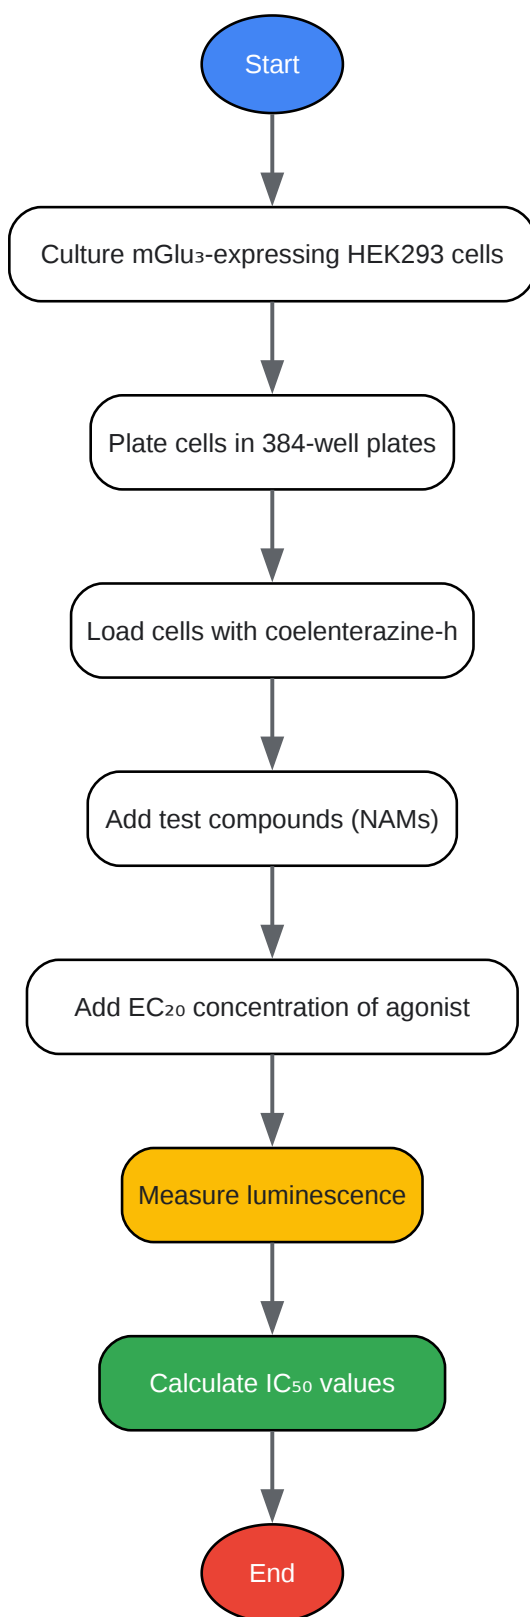 Start
Culture mGlu₃-expressing HEK293 cells
Plate cells in 384-well plates
Load cells with coelenterazine-h
Add test compounds (NAMs)
Add EC₂₀ concentration of agonist
Measure luminescence
Calculate IC₅₀ values
End